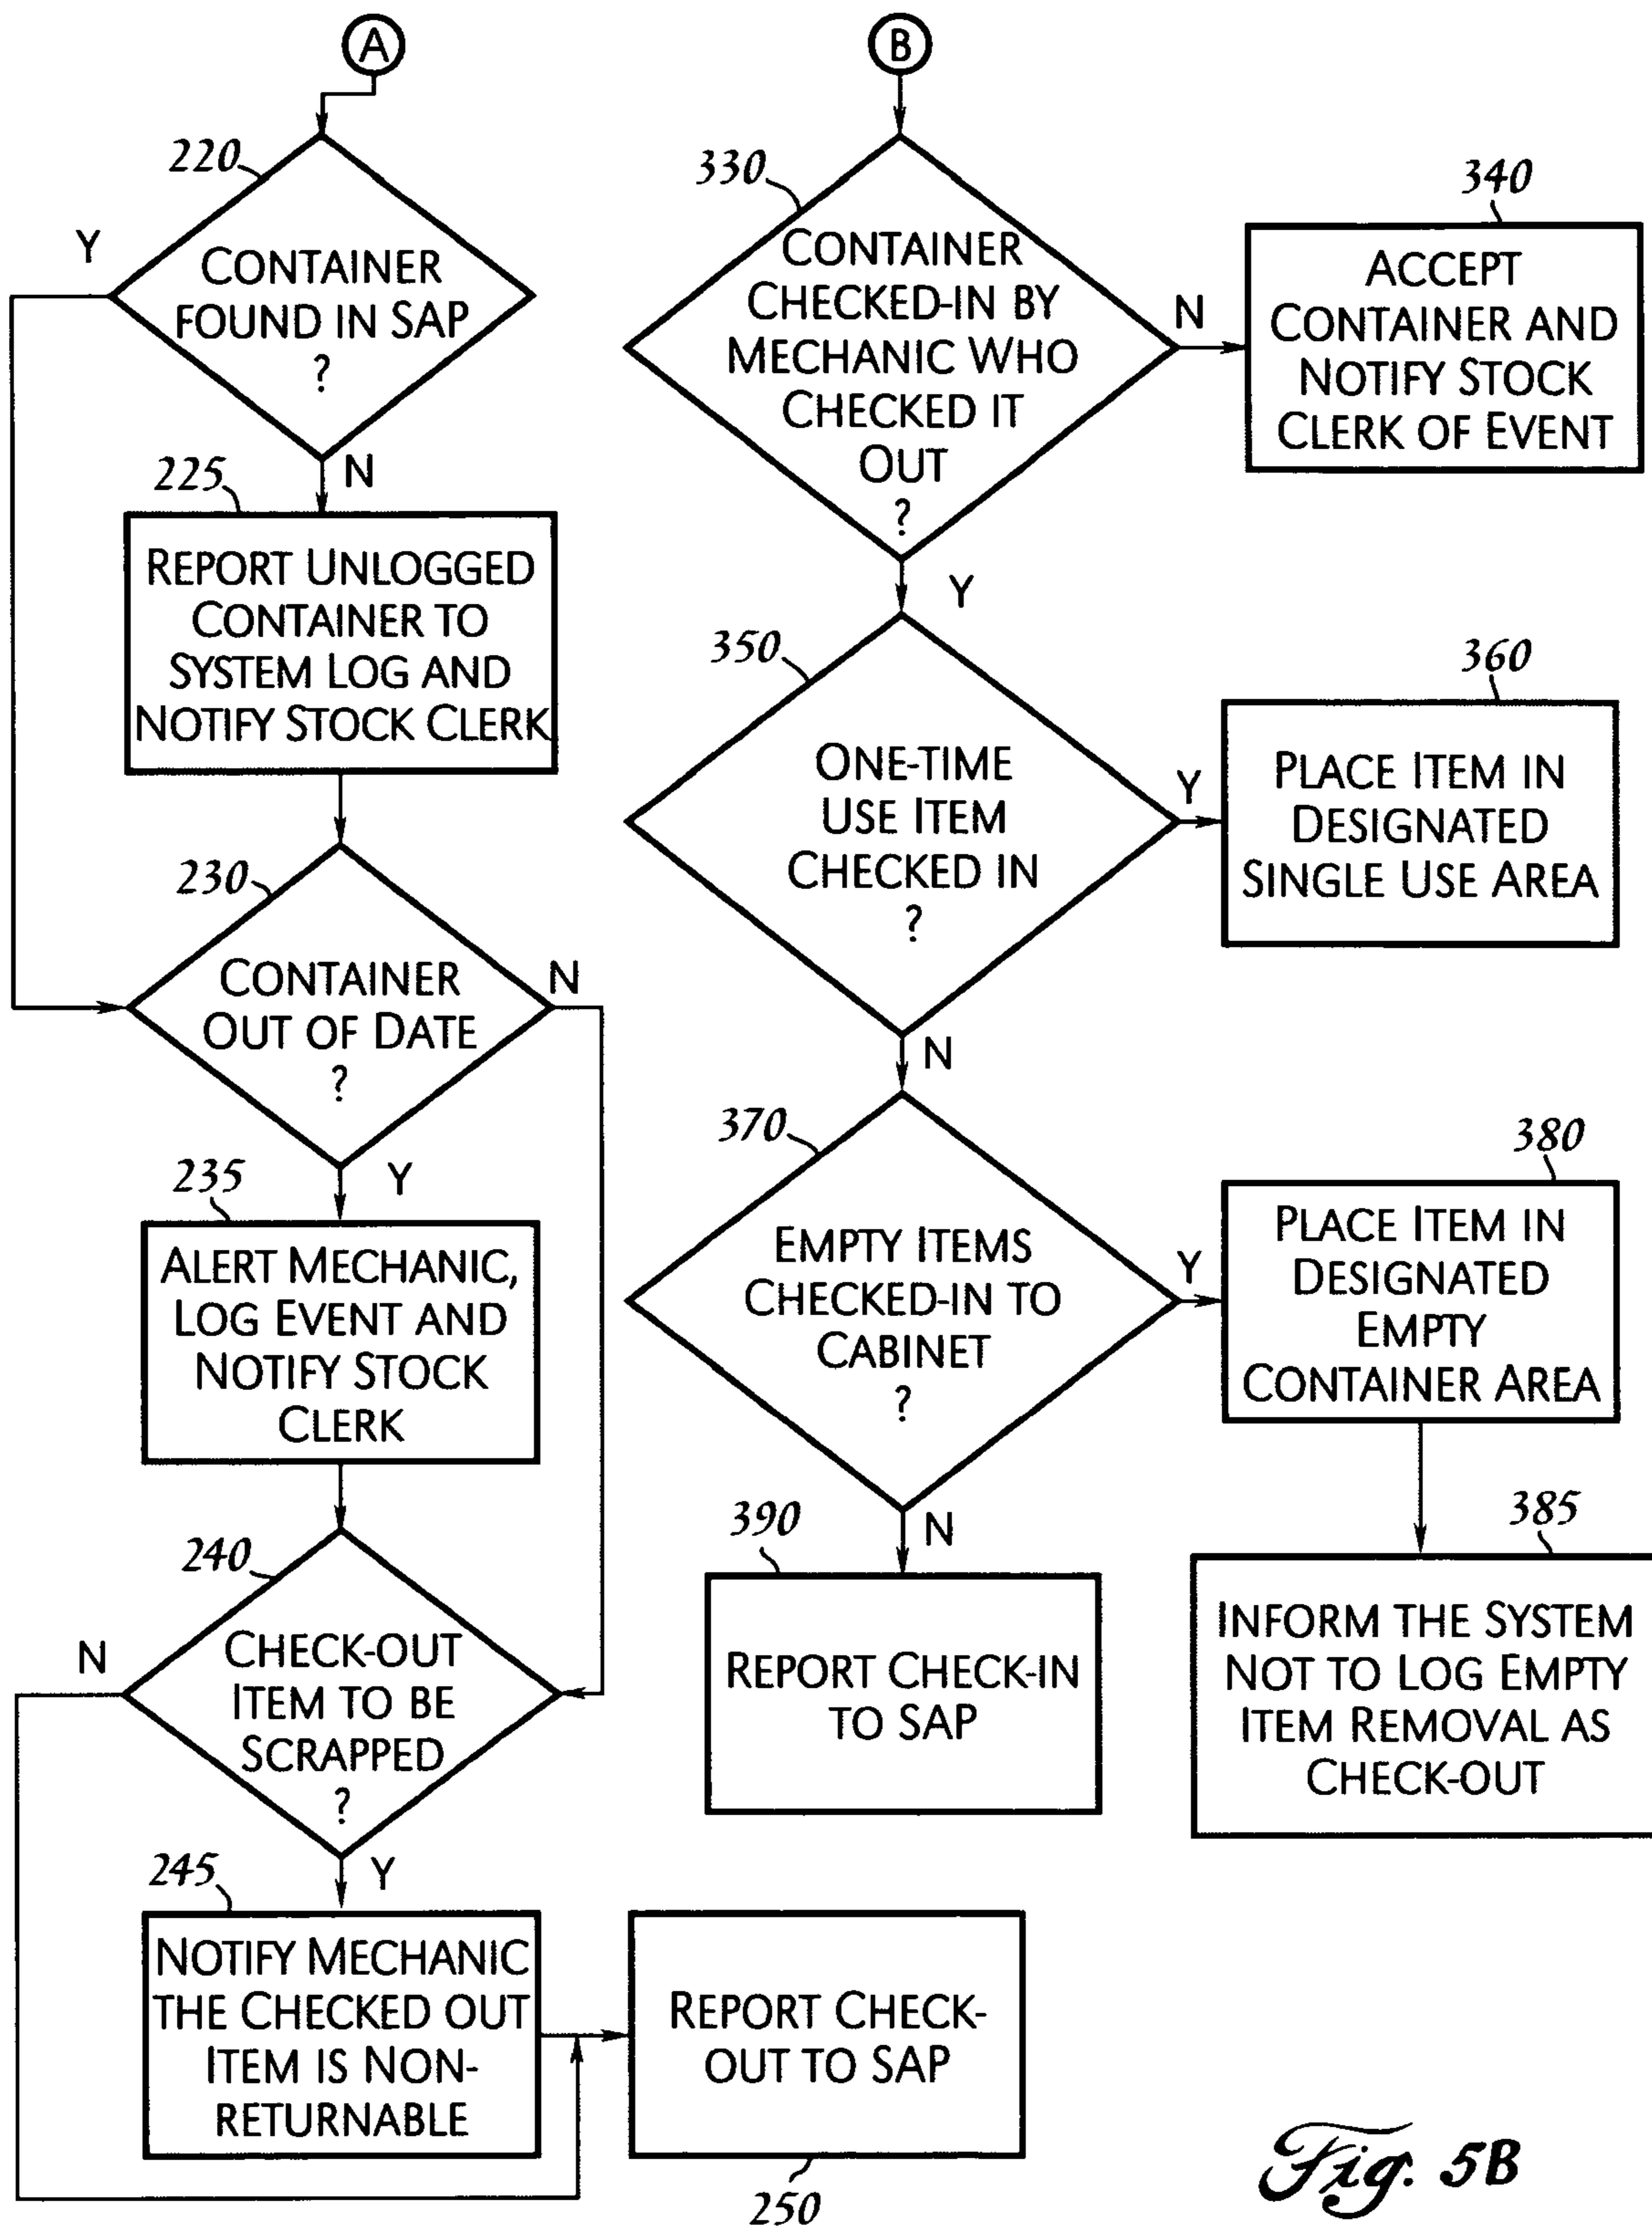 A
220
Y
CONTAINER
FOUND IN SAP
?
N
225
REPORT UNLOGGED
CONTAINER TO
SYSTEM LOG AND
NOTIFY STOCK CLERK
230
CONTAINER
OUT OF DATE
?
N
Y
235
ALERT MECHANIC,
LOG EVENT AND
NOTIFY STOCK
CLERK
240
N
CHECK-OUT
ITEM TO BE
SCRAPPED
?
Y
245
NOTIFY MECHANIC
THE CHECKED OUT
ITEM IS NON-
RETURNABLE
REPORT CHECK-
OUT TO SAP
250
B
330
CONTAINER
CHECKED-IN BY
MECHANIC WHO
CHECKED IT
OUT
?
N
340
ACCEPT
CONTAINER AND
NOTIFY STOCK
CLERK OF EVENT
Y
350
ONE-TIME
USE ITEM
CHECKED IN
?
Y
360
PLACE ITEM IN
DESIGNATED
SINGLE USE AREA
N
370
EMPTY ITEMS
CHECKED-IN TO
CABINET
?
Y
380
PLACE ITEM IN
DESIGNATED
EMPTY
CONTAINER AREA
385
INFORM THE SYSTEM
NOT TO LOG EMPTY
ITEM REMOVAL AS
CHECK-OUT
N
390
REPORT CHECK-IN
TO SAP
Fig. 5B